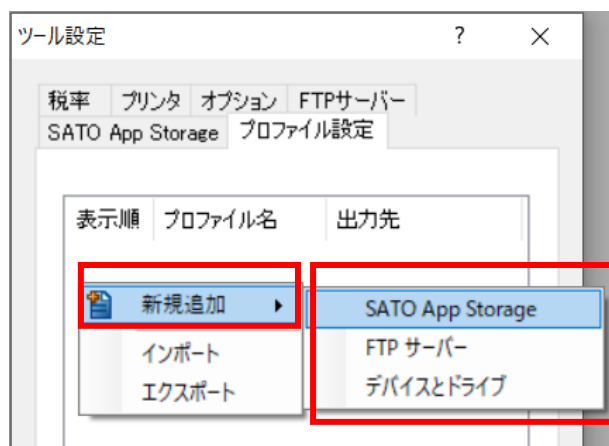 ツール設定 ?
税率 プリンタ オプション FTPサーバー
SATO App Storage プロファイル設定
表示順 プロファイル名 出力先
新規追加 SATO App Storage
インポート FTP サーバー
エクスポート デバイスとドライブ